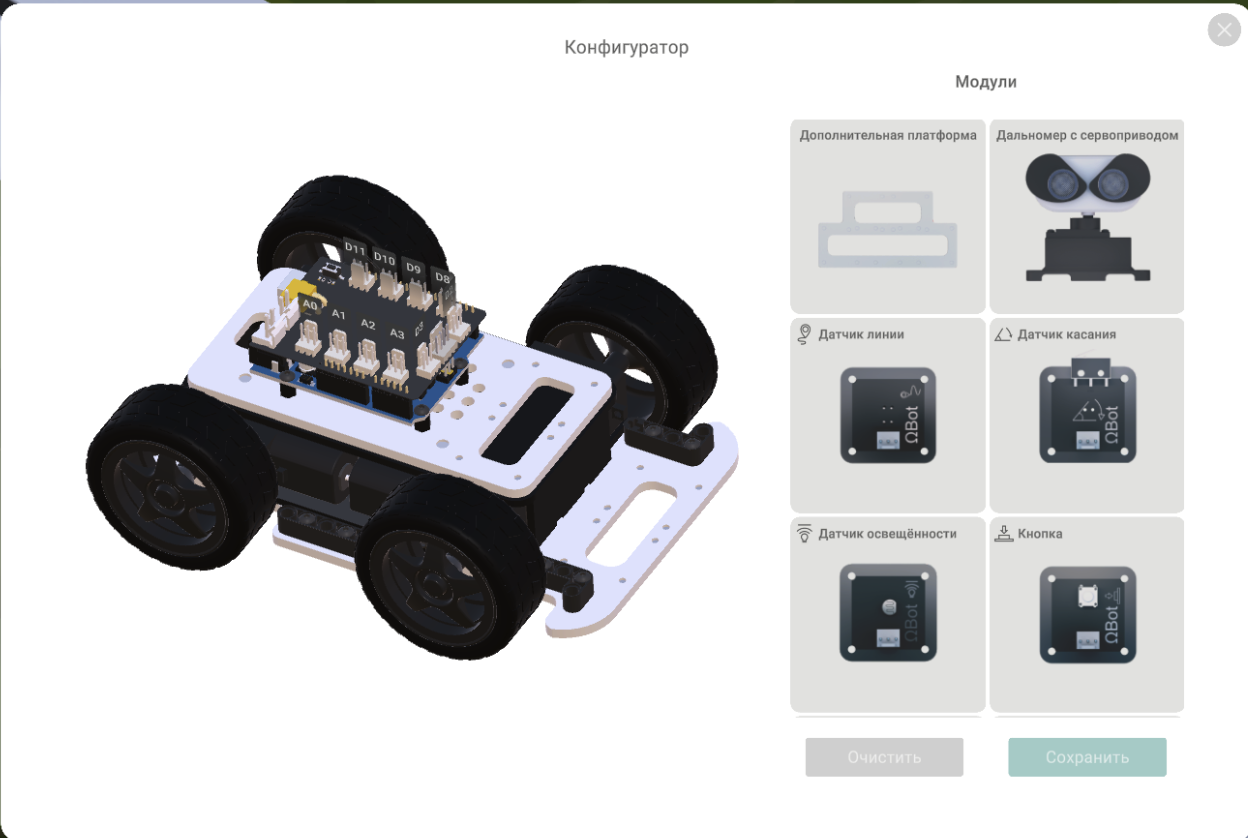 Конфигуратор
Модули
Дополнительная платформа
Дальномер с сервоприводом
Датчик линии
Датчик касания
ΩBot
ΩBot
Датчик освещённости
Кнопка
ΩBot
ΩBot
D11
D10
D9
D8
A0
A1
A2
A3
Очистить
Сохранить